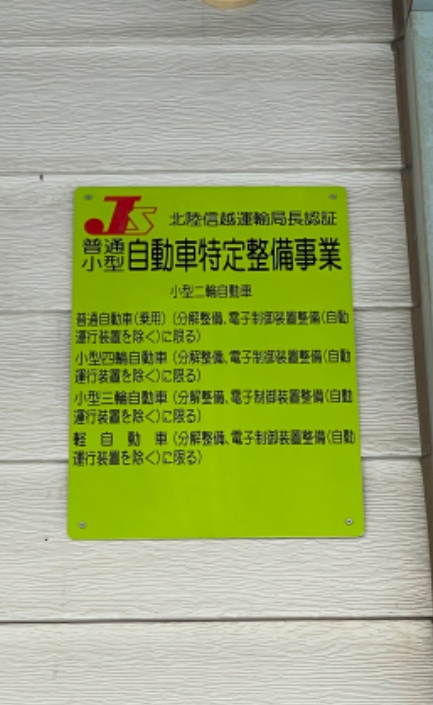 JS 北陸信越運輸局長認証
普通
小型 自動車特定整備事業
小型二輪自動車
普通自動車(乗用)(分解整備、電子制御装置整備(自動
運行装置を除く)に限る)
小型四輪自動車(分解整備、電子制御装置整備(自動
運行装置を除く)に限る)
小型三輪自動車(分解整備、電子制御装置整備(自動
運行装置を除く)に限る)
軽自動車(分解整備、電子制御装置整備(自動
運行装置を除く)に限る)